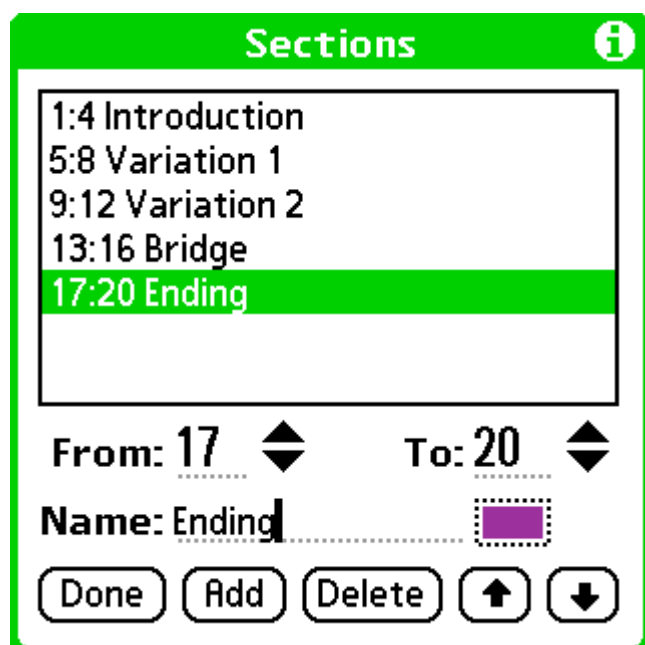 Sections
1:4 Introduction
5:8 Variation 1
9:12 Variation 2
13:16 Bridge
17:20 Ending
From: 17 To: 20
Name: Ending
Done Add Delete